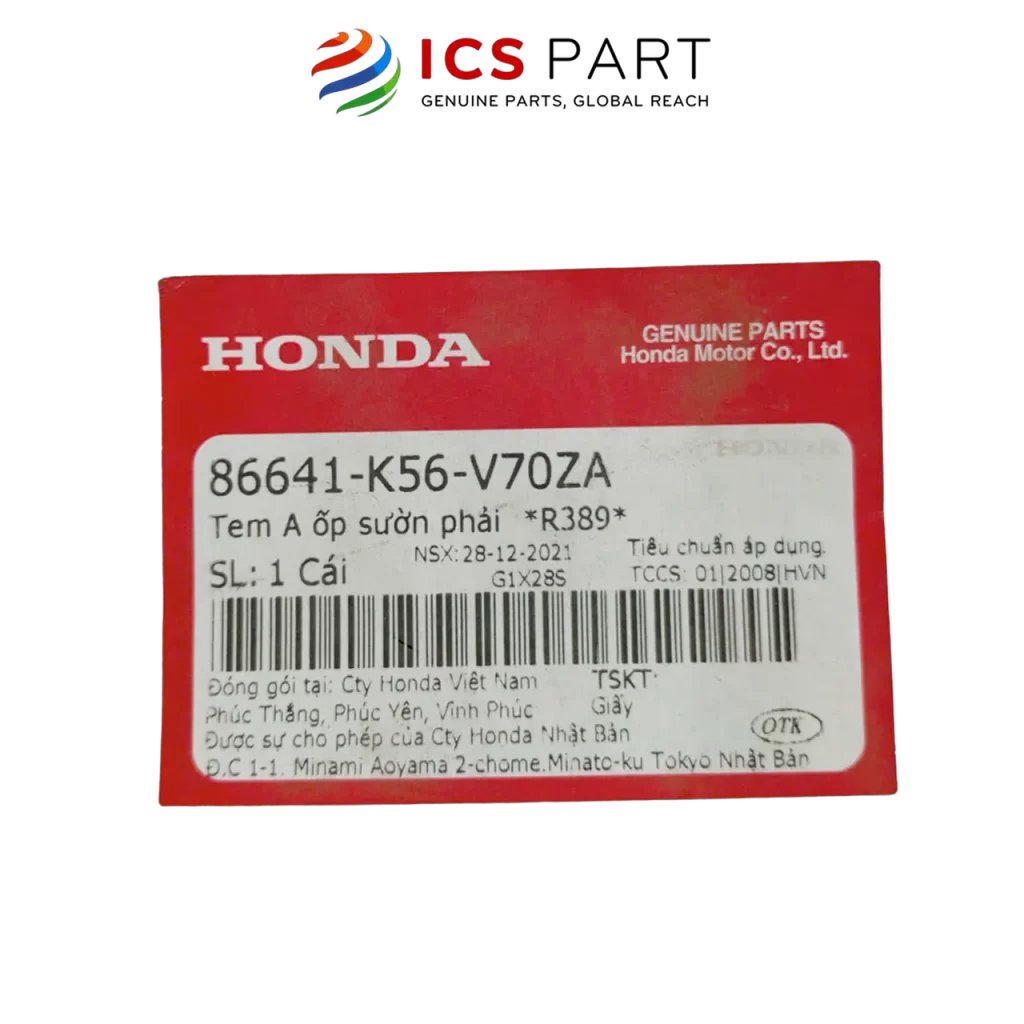 ICS PART
GENUINE PARTS, GLOBAL REACH
HONDA
GENUINE PARTS
Honda Motor Co., Ltd.
86641-K56-V70ZA
Tem A ốp sườn phải *R389*
NSX: 28-12-2021 Tiêu chuẩn áp dụng.
SL: 1 Cái G1X28S TCCS: 01|2008|HVN
Đóng gói tại: Cty Honda Việt Nam TSKT:
Phúc Thắng, Phúc Yên, Vĩnh Phúc Giấy
Được sự cho phép của Cty Honda Nhật Bản OTK
Đ.C 1-1. Minami Aoyama 2-chome.Minato-ku Tokyo Nhật Bản